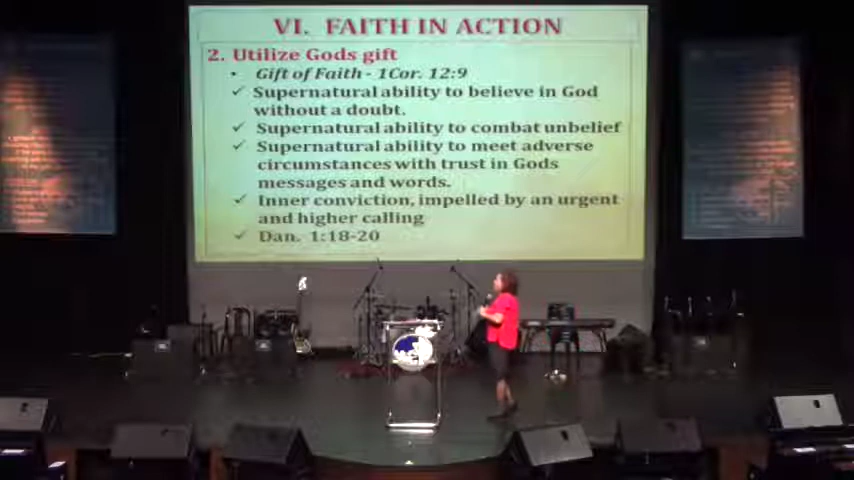 VI. FAITH IN ACTION
2. Utilize Gods gift
• Gift of Faith - 1Cor. 12:9
✓ Supernatural ability to believe in God
without a doubt.
✓ Supernatural ability to combat unbelief
✓ Supernatural ability to meet adverse
circumstances with trust in Gods
messages and words.
✓ Inner conviction, impelled by an urgent
and higher calling
✓ Dan. 1:18-20